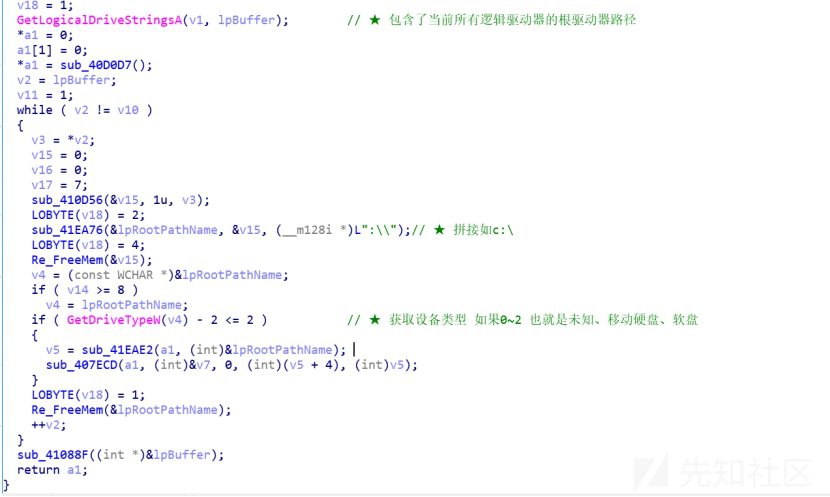 v18 = 1;
GetLogicalDriveStringsA(v1, lpBuffer);          // ★ 包含了当前所有逻辑驱动器的根驱动器路径
*a1 = 0;
a1[1] = 0;
*a1 = sub_40D0D7();
v2 = lpBuffer;
v11 = 1;
while ( v2 != v10 )
{
v3 = *v2;
v15 = 0;
v16 = 0;
v17 = 7;
sub_410D56(&v15, 1u, v3);
LOBYTE(v18) = 2;
sub_41EA76(&lpRootPathName, &v15, (__m128i *)L":\\");// ★ 拼接如c:\
LOBYTE(v18) = 4;
Re_FreeMem(&v15);
v4 = (const WCHAR *)&lpRootPathName;
if ( v14 >= 8 )
v4 = lpRootPathName;
if ( GetDriveTypeW(v4) - 2 <= 2 )          // ★ 获取设备类型 如果0~2 也就是未知、移动硬盘、软盘
{
v5 = sub_41EAE2(a1, (int)&lpRootPathName);
sub_407ECD(a1, (int)&v7, 0, (int)(v5 + 4), (int)v5);
}
LOBYTE(v18) = 1;
Re_FreeMem(&lpRootPathName);
++v2;
}
sub_41088F((int *)&lpBuffer);
return a1;
}
先知社区